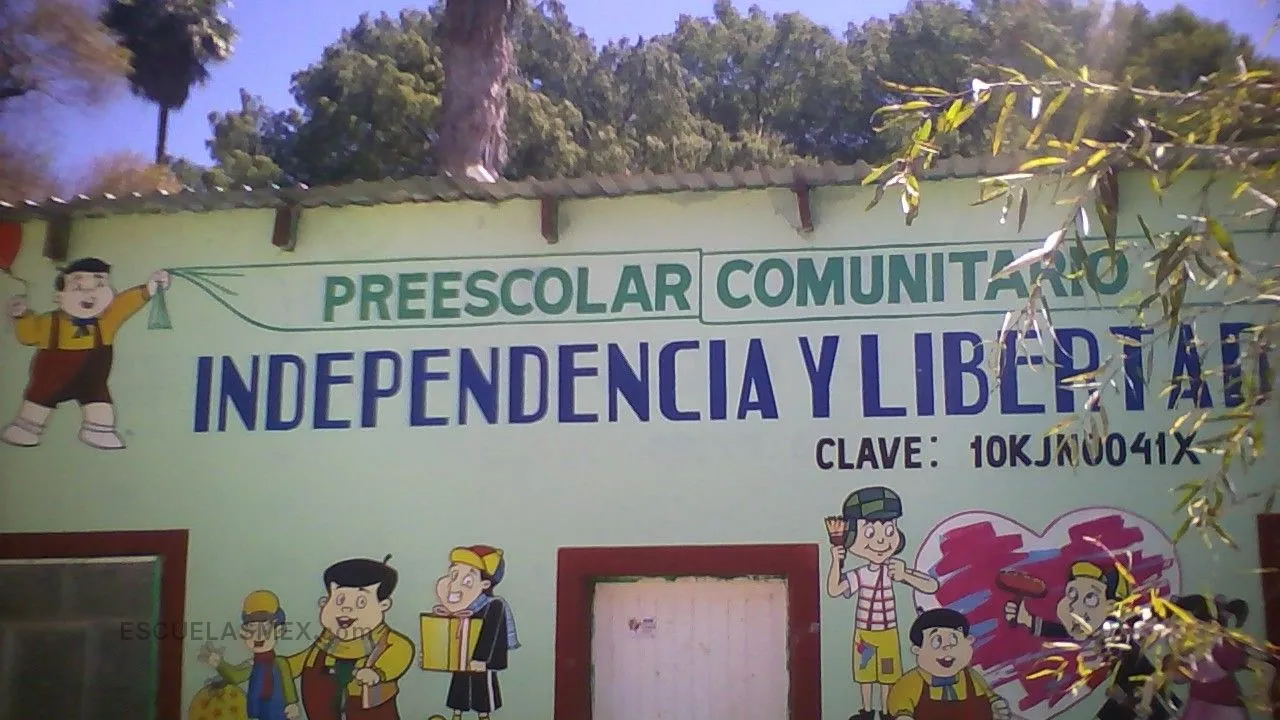 PREESCOLAR COMUNITARIO
INDEPENDENCIA Y LIBERTAD
CLAVE: 10KJN0041X
ESCUELASMEX.com